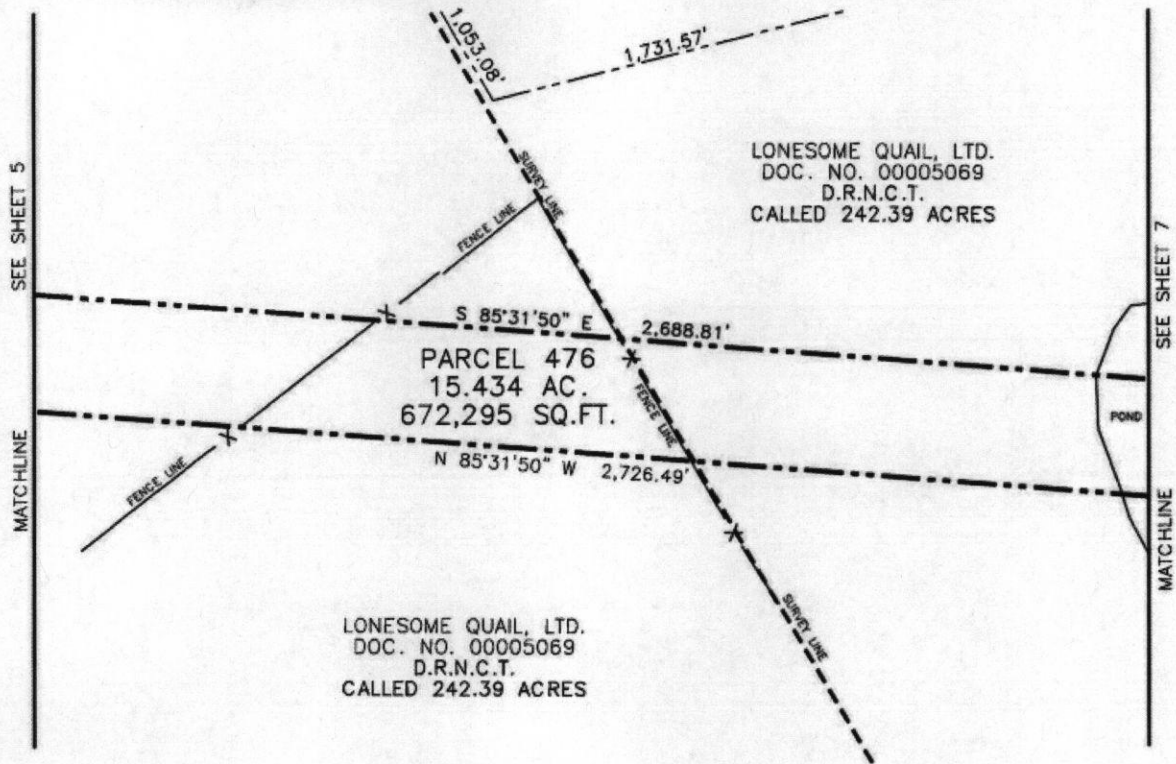 1,053.08'
1,731.57'
SURVEY LINE
LONESOME QUAIL, LTD.
DOC. NO. 00005069
D.R.N.C.T.
CALLED 242.39 ACRES
SEE SHEET 5
MATCHLINE
FENCE LINE
S 85°31'50" E 2,688.81'
PARCEL 476
15.434 AC.
672,295 SQ.FT.
FENCE LINE
N 85°31'50" W 2,726.49'
FENCE LINE
POND
SEE SHEET 7
MATCHLINE
SURVEY LINE
LONESOME QUAIL, LTD.
DOC. NO. 00005069
D.R.N.C.T.
CALLED 242.39 ACRES